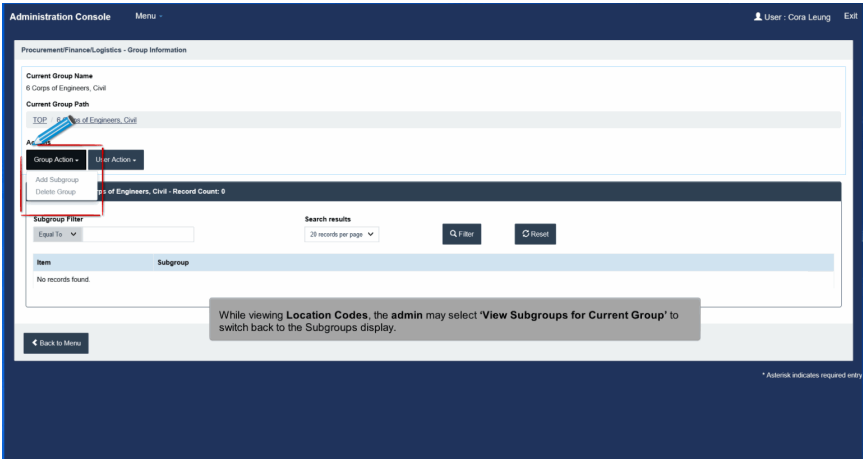 Administration Console Menu User : Cora Leung Exit
Procurement/Finance/Logistics - Group Information
Current Group Name
6 Corps of Engineers, Civil
Current Group Path
TOP / 6 of Engineers, Civil
Group Action User Action
Add Subgroup
Delete Group
of Engineers, Civil - Record Count: 0
Subgroup Filter Search results
Equal To 20 records per page Filter Reset
Item Subgroup
No records found.
While viewing Location Codes, the admin may select ‘View Subgroups for Current Group’ to
switch back to the Subgroups display.
Back to Menu
* Asterisk indicates required entry